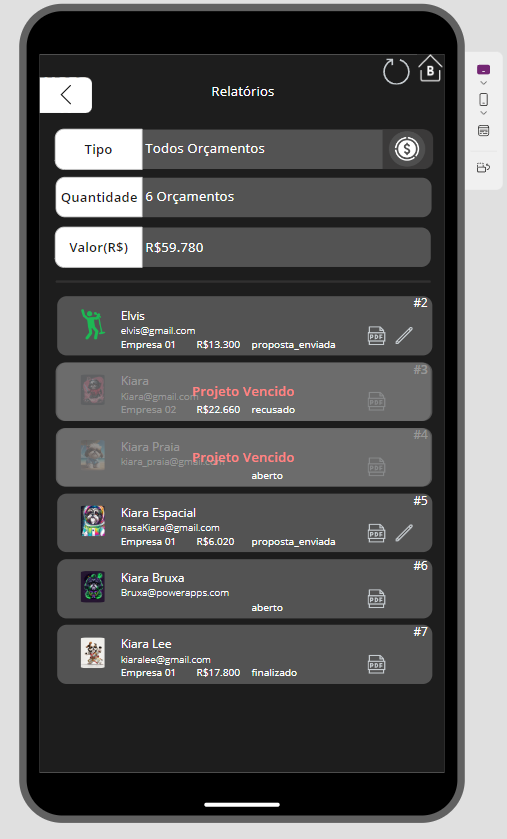 B
Relatórios
Tipo Todos Orçamentos $
Quantidade 6 Orçamentos
Valor(R$) R$59.780
#2
Elvis
elvis@gmail.com
Empresa 01 R$13.300 proposta_enviada PDF
#3
Kiara
Projeto Vencido
Kiara@gmail.com
Empresa 02 R$22.660 recusado PDF
#4
Kiara Praia
Projeto Vencido
kiara_praia@gmail.com
aberto PDF
#5
Kiara Espacial
nasaKiara@gmail.com
Empresa 01 R$6.020 proposta_enviada PDF
#6
Kiara Bruxa
Bruxa@powerapps.com
aberto PDF
#7
Kiara Lee
kiaralee@gmail.com
Empresa 01 R$17.800 finalizado PDF